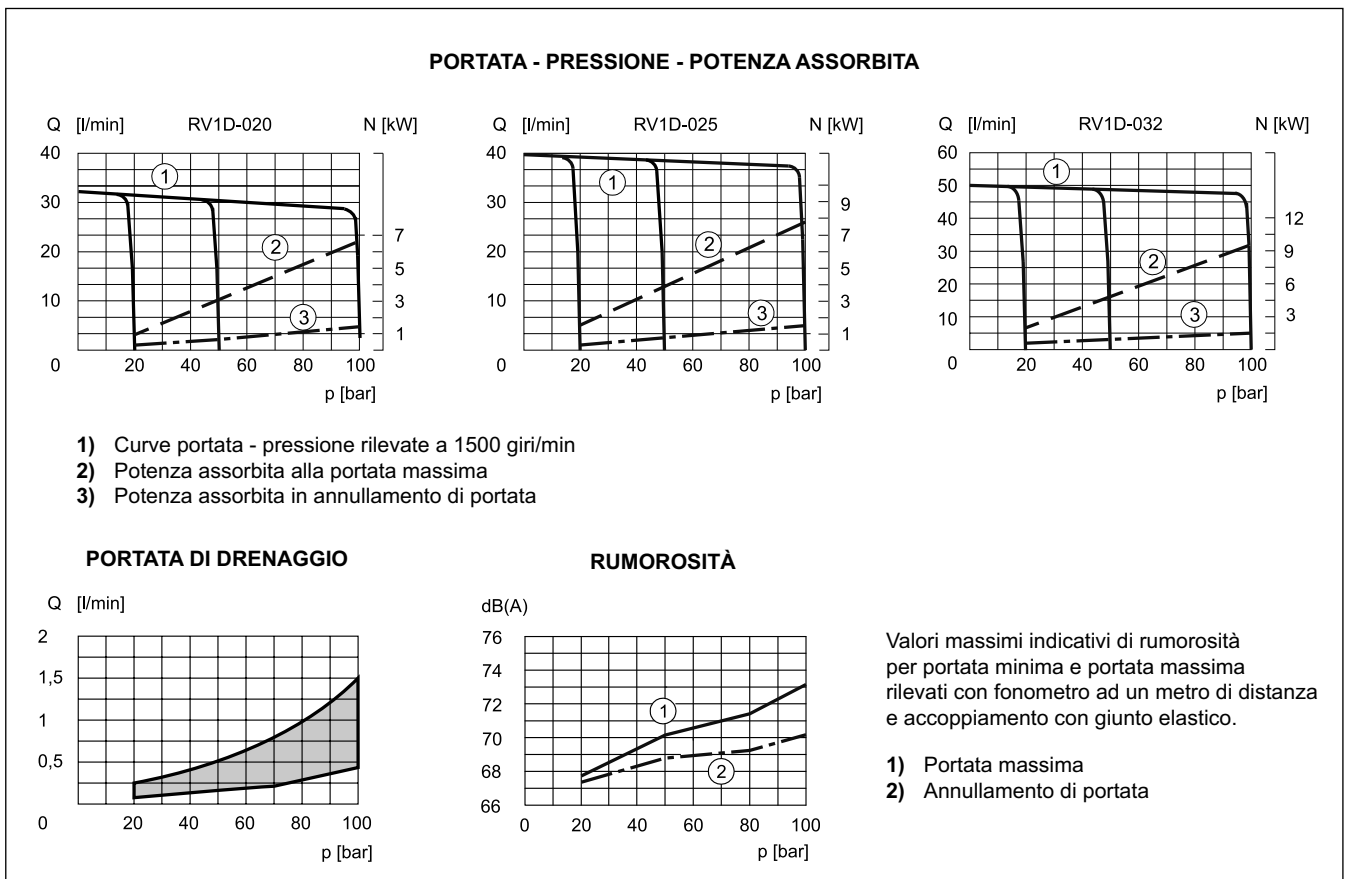 PORTATA - PRESSIONE - POTENZA ASSORBITA
Q [l/min] RV1D-020 N [kW]
40
30
20
10
0
20 40 60 80 100
p [bar]
7
5
3
1
1
2
3
Q [l/min] RV1D-025 N [kW]
40
30
20
10
0
20 40 60 80 100
p [bar]
9
7
5
3
1
1
2
3
Q [l/min] RV1D-032 N [kW]
60
50
40
30
20
10
0
20 40 60 80 100
p [bar]
12
9
6
3
1
2
3
1) Curve portata - pressione rilevate a 1500 giri/min
2) Potenza assorbita alla portata massima
3) Potenza assorbita in annullamento di portata
PORTATA DI DRENAGGIO
Q [l/min]
2
1,5
1
0,5
0
20 40 60 80 100
p [bar]
RUMOROSITÀ
dB(A)
76
74
72
70
68
66
0 20 40 60 80 100
p [bar]
1
2
Valori massimi indicativi di rumorosità
per portata minima e portata massima
rilevati con fonometro ad un metro di distanza
e accoppiamento con giunto elastico.
1) Portata massima
2) Annullamento di portata